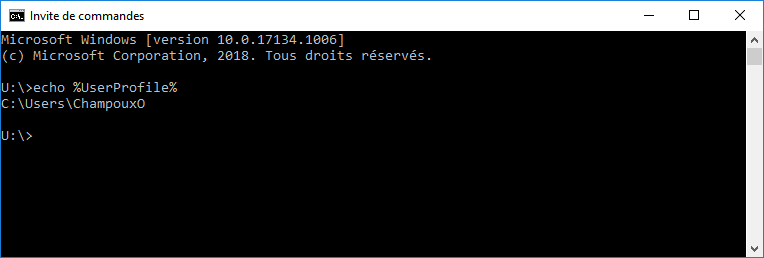 Invite de commandes
Microsoft Windows [version 10.0.17134.1006]
(c) Microsoft Corporation, 2018. Tous droits réservés.
U:\>echo %UserProfile%
C:\Users\ChampouxO
U:\>